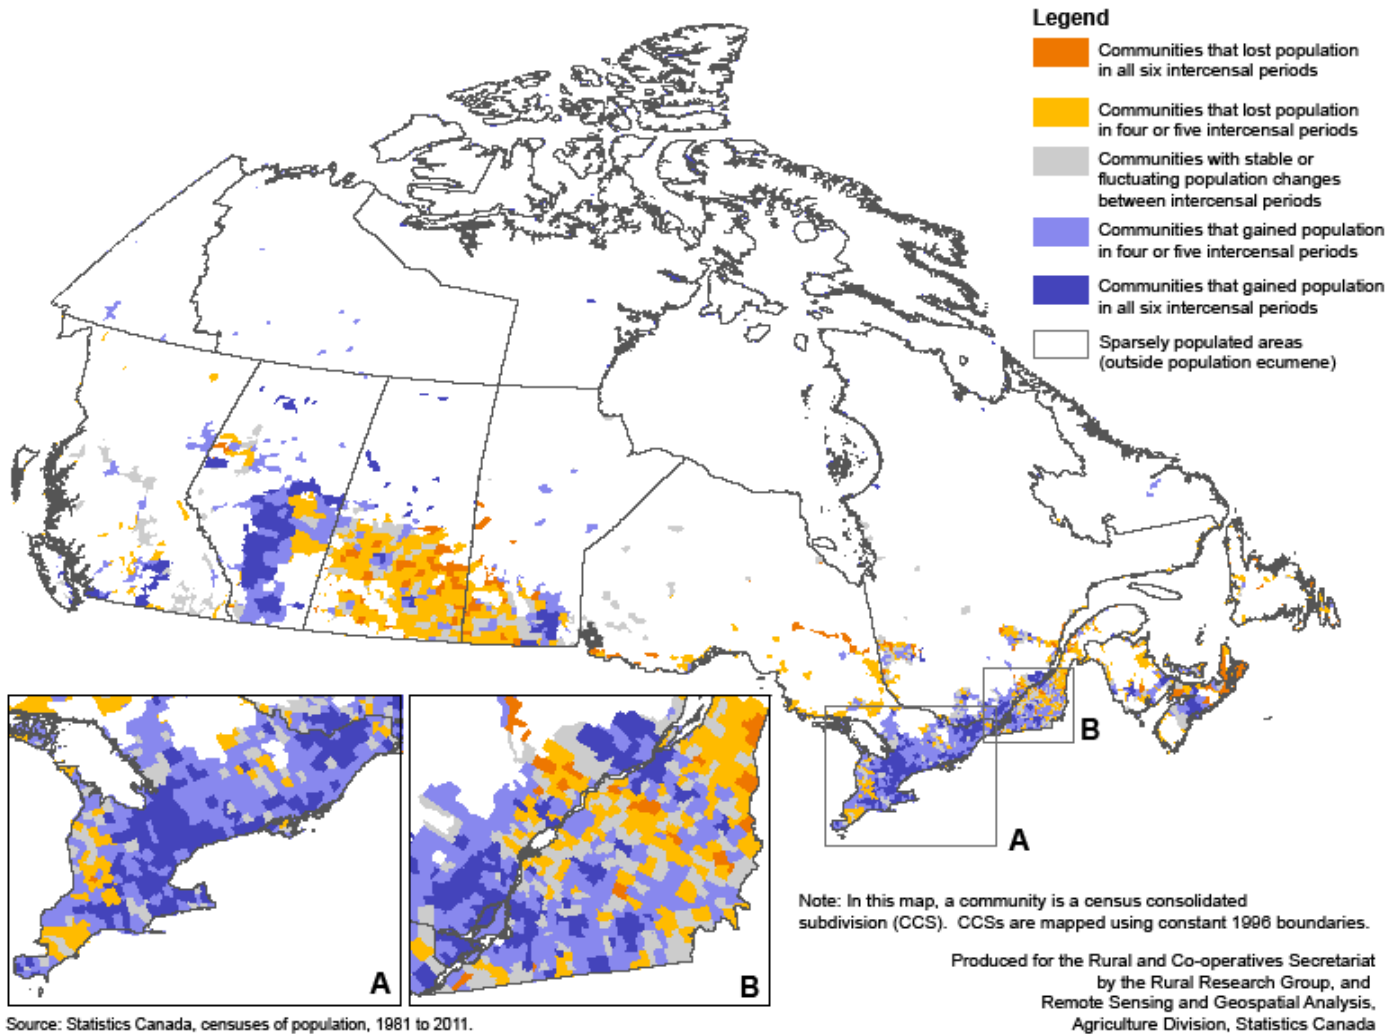 Legend
Communities that lost population
in all six intercensal periods
Communities that lost population
in four or five intercensal periods
Communities with stable or
fluctuating population changes
between intercensal periods
Communities that gained population
in four or five intercensal periods
Communities that gained population
in all six intercensal periods
Sparsely populated areas
(outside population ecumene)
B
A
A
B
Note: In this map, a community is a census consolidated
subdivision (CCS).  CCSs are mapped using constant 1996 boundaries.
Produced for the Rural and Co-operatives Secretariat
by the Rural Research Group, and
Remote Sensing and Geospatial Analysis,
Agriculture Division, Statistics Canada
Source: Statistics Canada, censuses of population, 1981 to 2011.